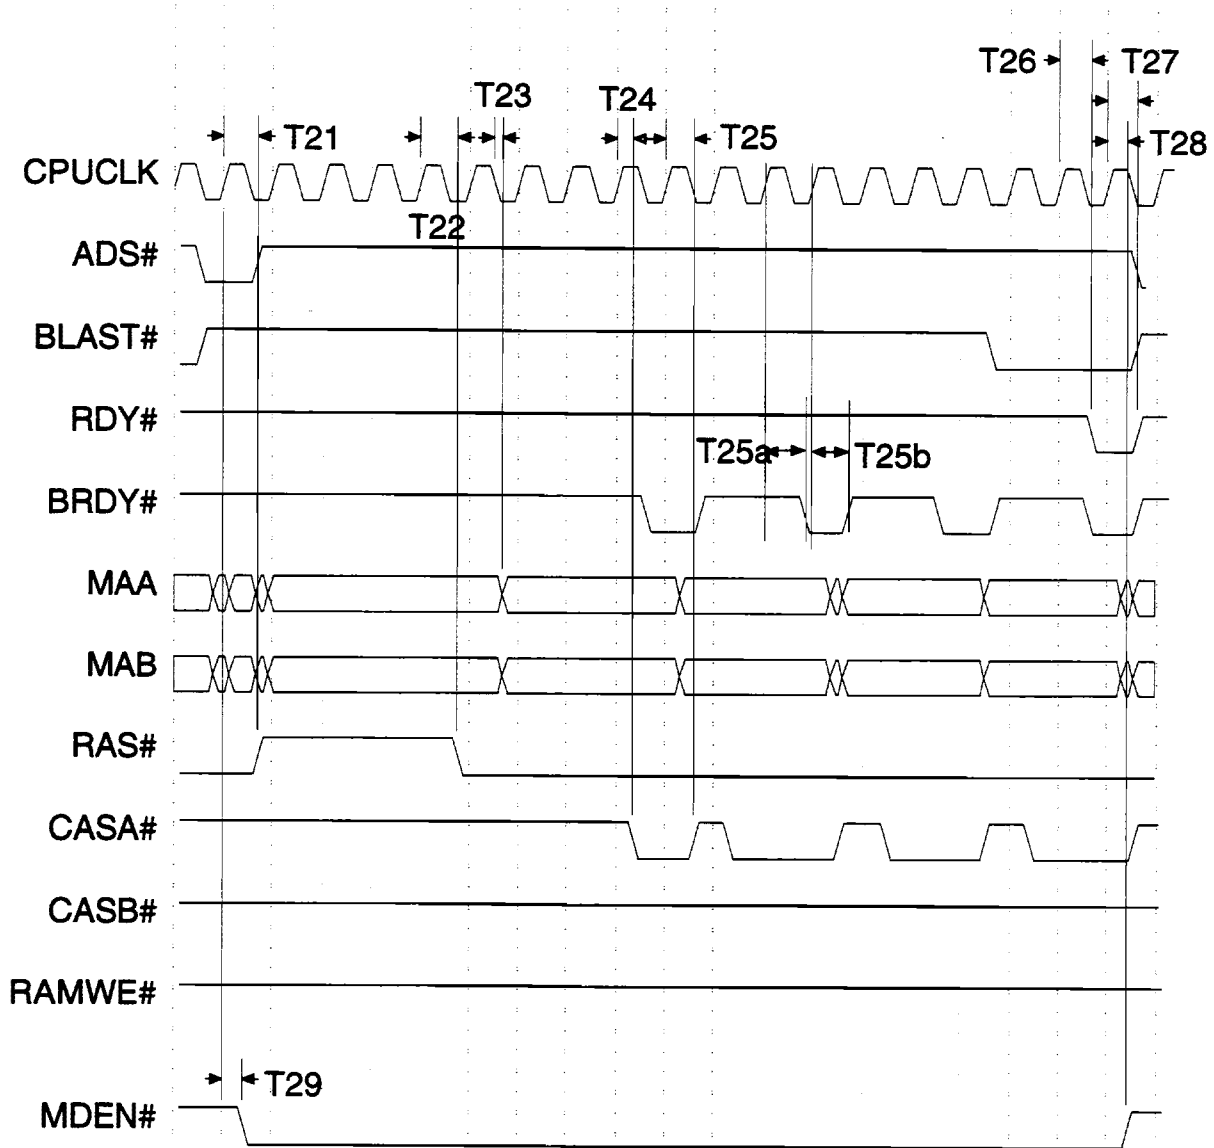 T26
T27
T23
T24
T21
T25
T28
CPUCLK
T22
ADS#
BLAST#
RDY#
T25a
T25b
BRDY#
MAA
MAB
RAS#
CASA#
CASB#
RAMWE#
T29
MDEN#